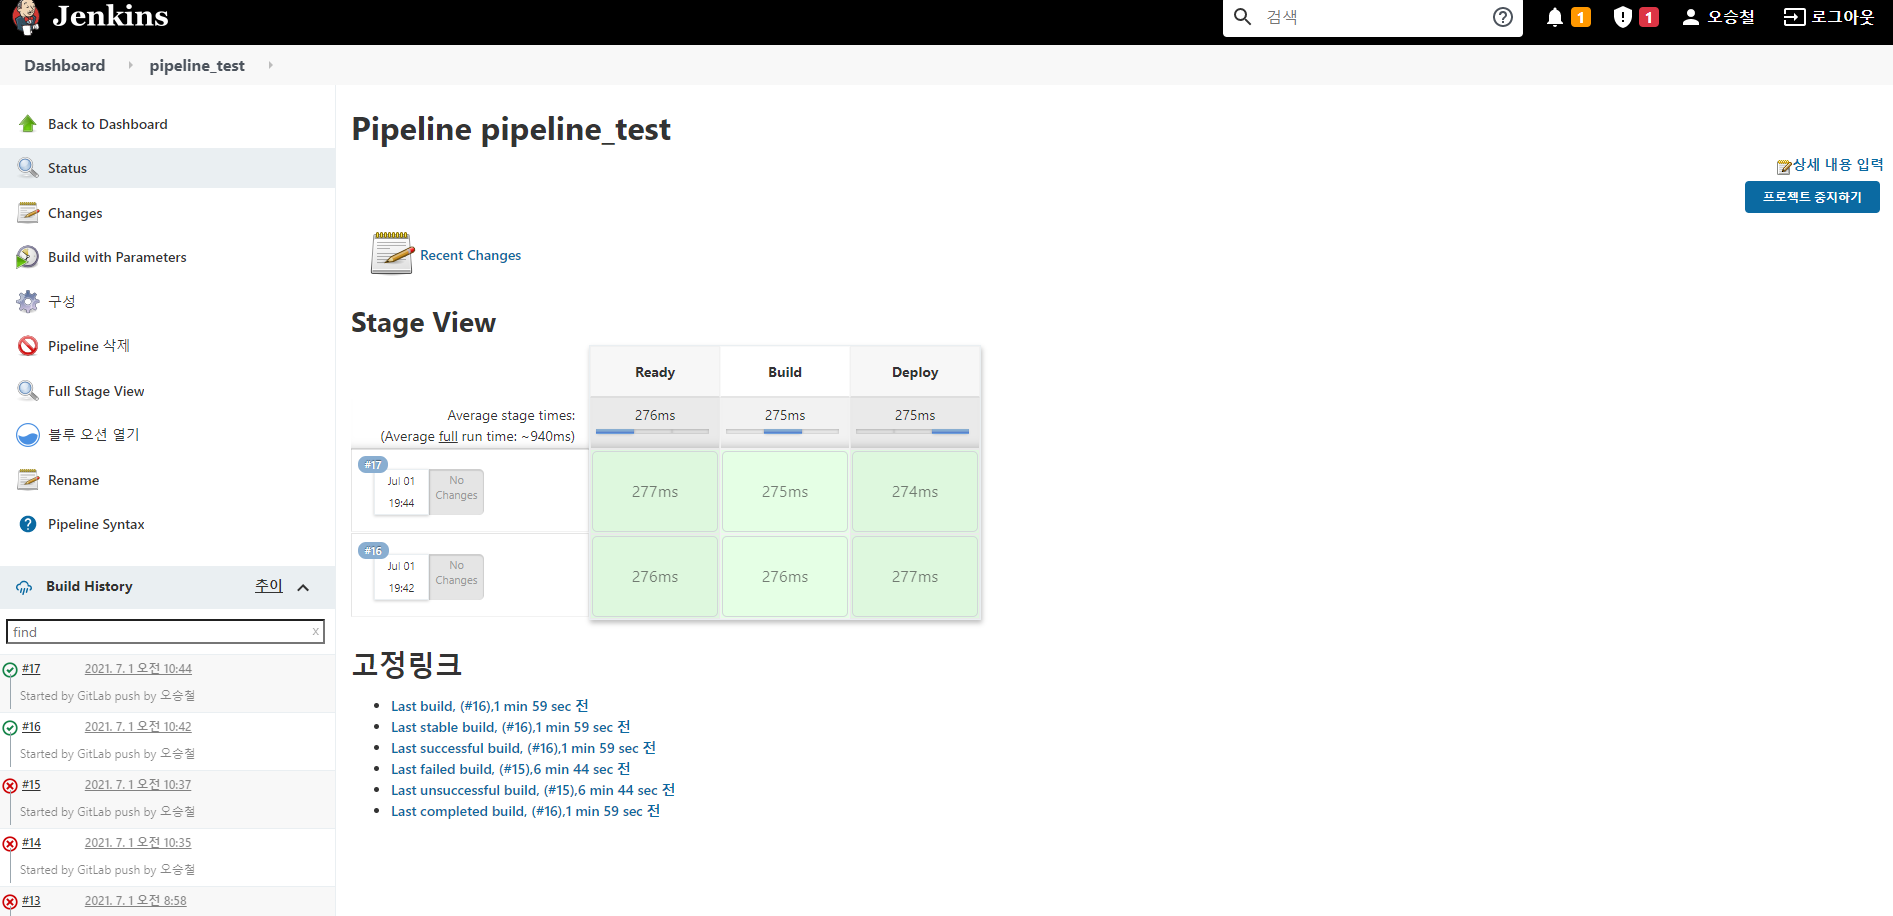 Jenkins
검색
1
1
오승철
로그아웃
Dashboard
pipeline_test
Back to Dashboard
Status
Changes
Build with Parameters
구성
Pipeline 삭제
Full Stage View
블루 오션 열기
Rename
Pipeline Syntax
Build History
추이
find
x
#17
2021. 7. 1 오전 10:44
Started by GitLab push by 오승철
#16
2021. 7. 1 오전 10:42
Started by GitLab push by 오승철
#15
2021. 7. 1 오전 10:37
Started by GitLab push by 오승철
#14
2021. 7. 1 오전 10:35
Started by GitLab push by 오승철
#13
2021. 7. 1 오전 8:58
Pipeline pipeline_test
상세 내용 입력
프로젝트 중지하기
Recent Changes
Stage View
Ready
Build
Deploy
Average stage times:
(Average full run time: ~940ms)
276ms
275ms
275ms
#17
Jul 01
19:44
No
Changes
277ms
275ms
274ms
#16
Jul 01
19:42
No
Changes
276ms
276ms
277ms
고정링크
Last build, (#16),1 min 59 sec 전
Last stable build, (#16),1 min 59 sec 전
Last successful build, (#16),1 min 59 sec 전
Last failed build, (#15),6 min 44 sec 전
Last unsuccessful build, (#15),6 min 44 sec 전
Last completed build, (#16),1 min 59 sec 전